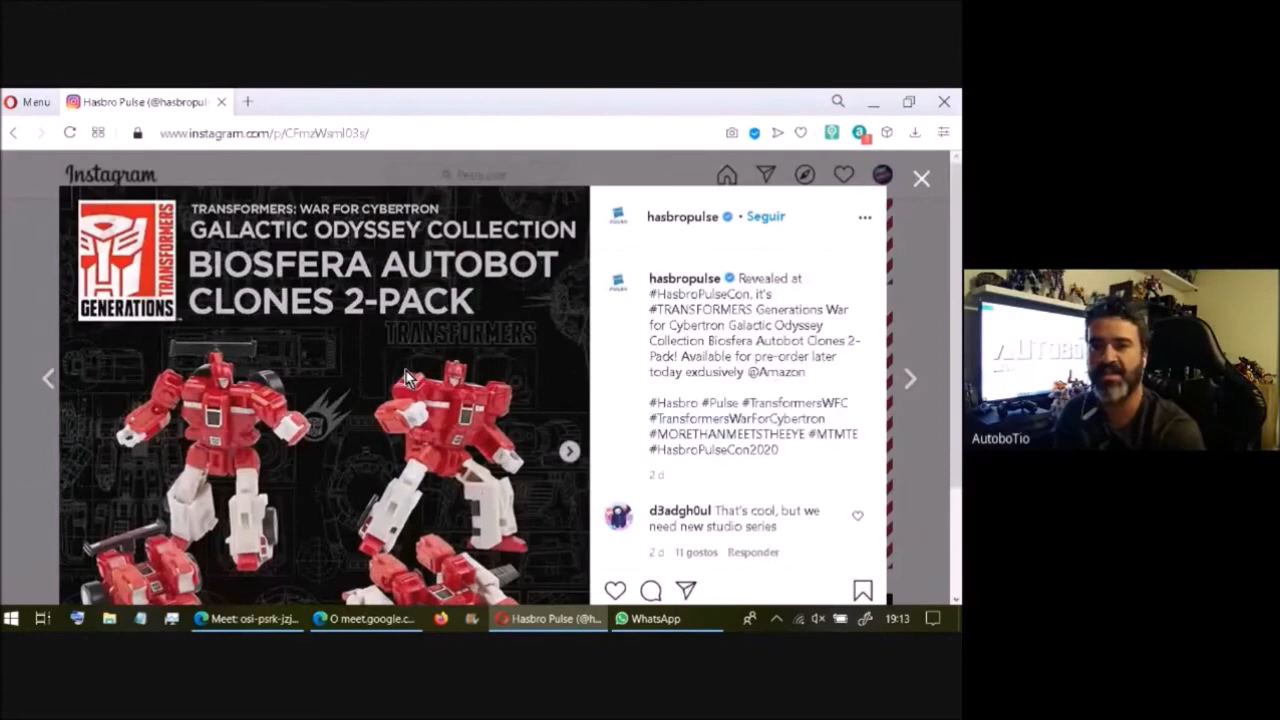 Menu
Hasbro Pulse (@hasbropul
www.instagram.com/p/CFmzWsml03s/
Instagram
TRANSFORMERS: WAR FOR CYBERTRON
GALACTIC ODYSSEY COLLECTION
BIOSFERA AUTOBOT
CLONES 2-PACK
TRANSFORMERS
GENERATIONS
TRANSFORMERS
hasbropulse • Seguir
hasbropulse Revealed at
#HasbroPulseCon, it's
#TRANSFORMERS Generations War
for Cybertron Galactic Odyssey
Collection Biosfera Autobot Clones 2-
Pack! Available for pre-order later
today exclusively @Amazon
#Hasbro #Pulse #TransformersWFC
#TransformersWarForCybertron
#MORETHANMEETSTHEEYE #MTMTE
#HasbroPulseCon2020
2 d
d3adgh0ul That's cool, but we
need new studio series
2 d 11 gostos Responder
AUTOBO
AutoboTio
Meet: osi-psrk-jzj...
O meet.google.c...
Hasbro Pulse (@h...
WhatsApp
19:13